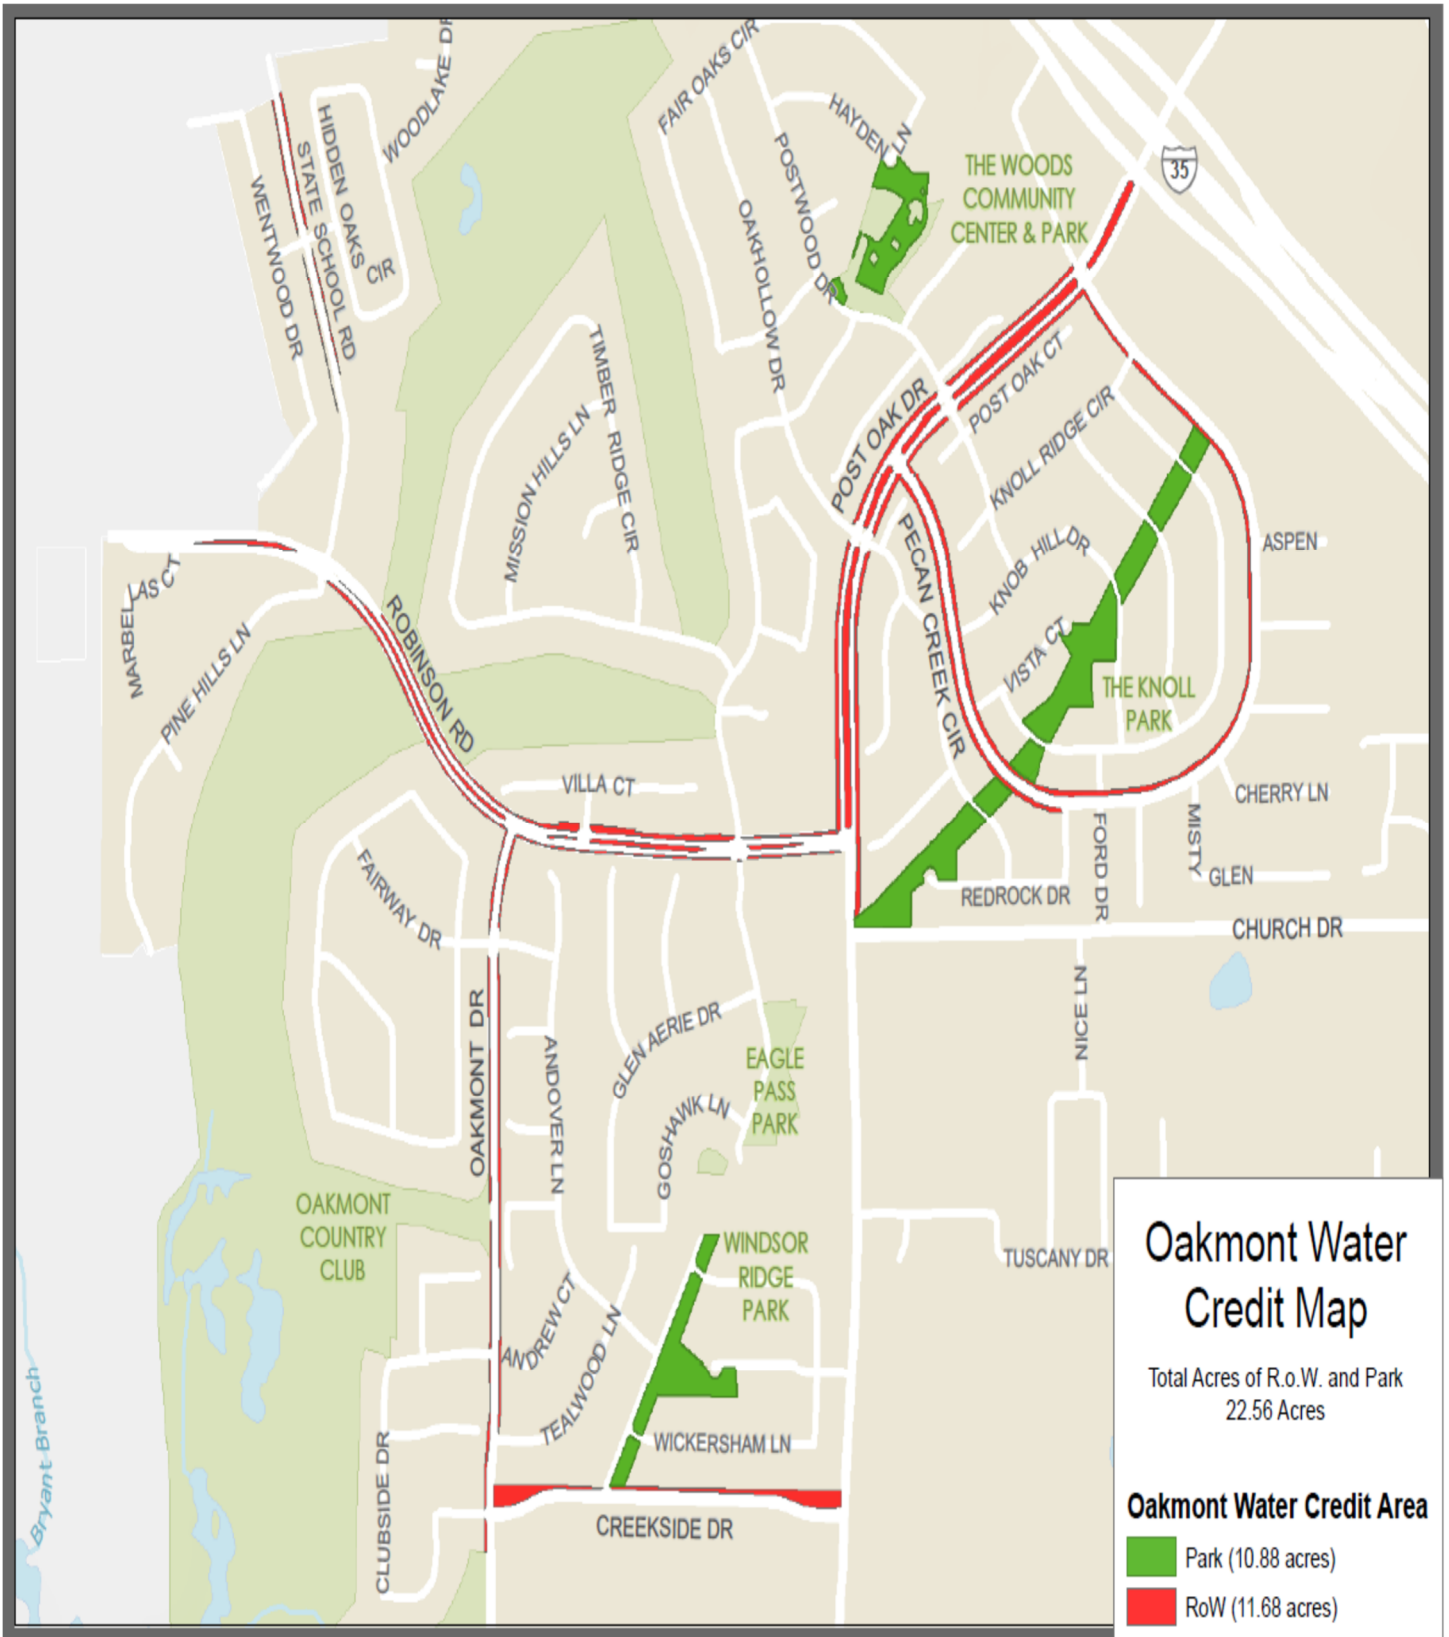 WOODLAKE DR
FAIR OAKS CIR
HIDDEN OAKS
CIR
STATE SCHOOL RD
WENTWOOD DR
HAYDEN
LN
POSTWOOD DR
OAKHOLLOW DR
THE WOODS
COMMUNITY
CENTER & PARK
35
TIMBER RIDGE CIR
MISSION HILLS LN
POST OAK DR
POST OAK CT
KNOLL RIDGE CIR
PECAN CREEK CIR
KNOB HILL DR
ASPEN
VISTA CT
THE KNOLL
PARK
MARBEL
LAS CT
PINE HILLS LN
ROBINSON RD
VILLA CT
CHERRY LN
MISTY
GLEN
FORD DR
REDROCK DR
CHURCH DR
FAIRWAY DR
OAKMONT DR
ANDOVER LN
GLEN AERIE DR
GOSHAWK LN
EAGLE
PASS
PARK
NICE LN
OAKMONT
COUNTRY
CLUB
WINDSOR
RIDGE
PARK
TUSCANY DR
ANDREW CT
TEALWOOD LN
WICKERSHAM LN
CLUBSIDE DR
CREEKSIDE DR
Bryant Branch
Oakmont Water
Credit Map
Total Acres of R.o.W. and Park
22.56 Acres
Oakmont Water Credit Area
Park (10.88 acres)
RoW (11.68 acres)